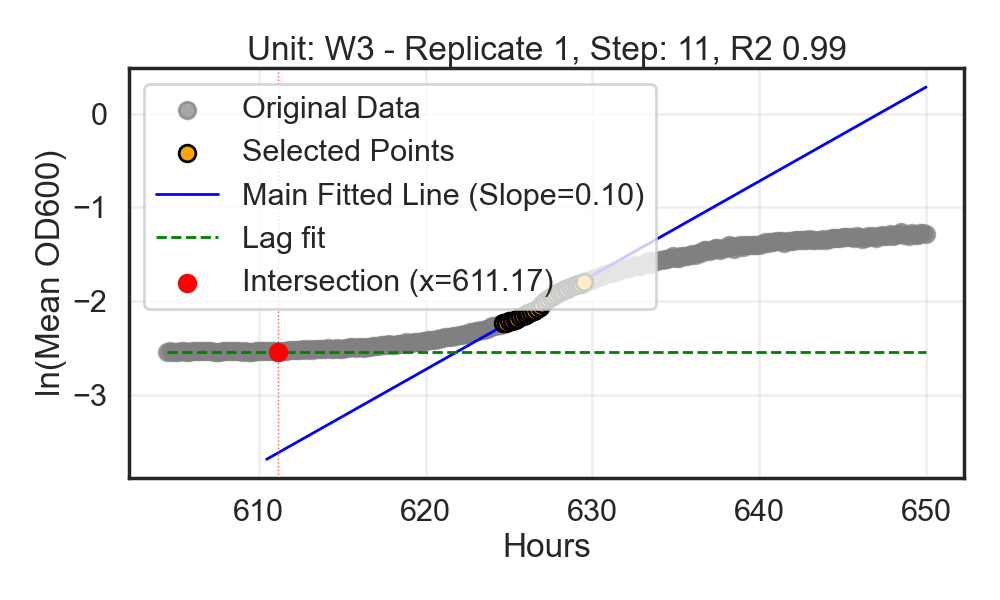 Unit: W3 - Replicate 1, Step: 11, R2 0.99
Original Data
Selected Points
Main Fitted Line (Slope=0.10)
Lag fit
Intersection (x=611.17)
ln(Mean OD600)
0
−1
−2
−3
610 620 630 640 650
Hours